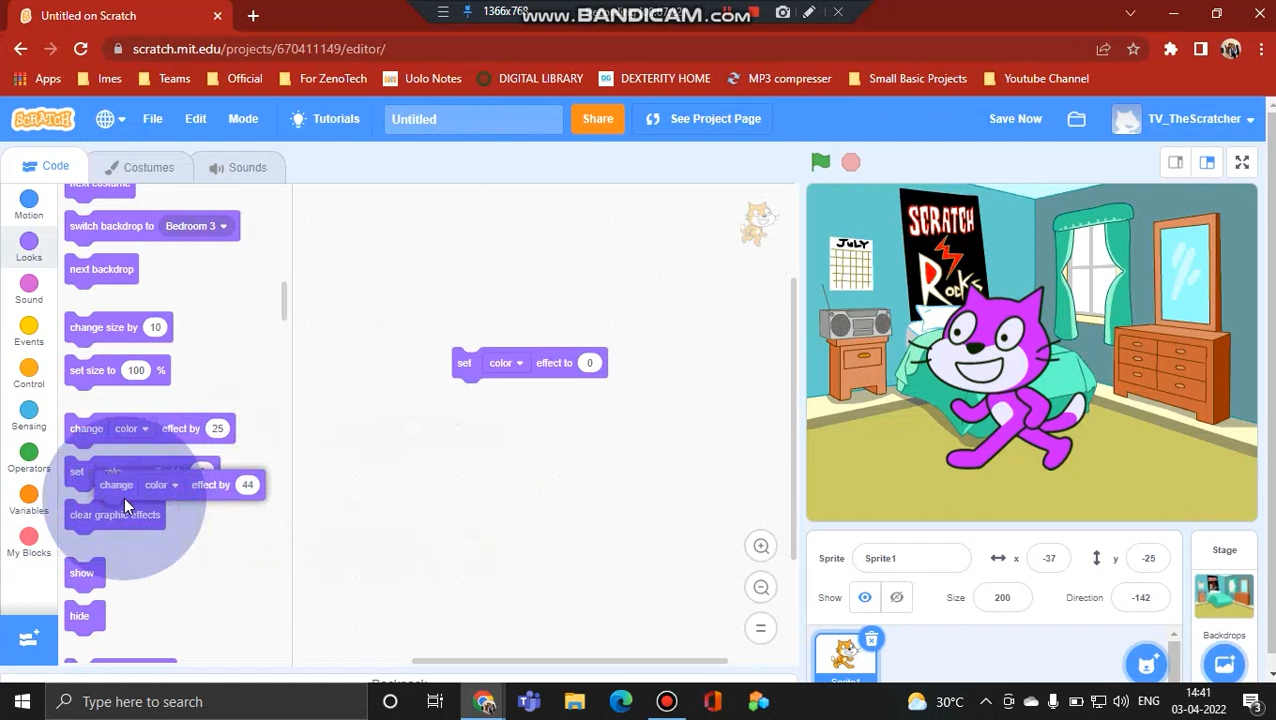 Untitled on Scratch
1366x768
www.BANDICAM.com
scratch.mit.edu/projects/670411149/editor/
Apps
Imes
Teams
Official
For ZenoTech
Uolo Notes
DIGITAL LIBRARY
DEXTERITY HOME
MP3 compresser
Small Basic Projects
Youtube Channel
SCRATCH
File
Edit
Mode
Tutorials
Untitled
Share
See Project Page
Save Now
TV_TheScratcher
Code
Costumes
Sounds
Motion
Looks
Sound
Events
Control
Sensing
Operators
Variables
My Blocks
next costume
switch backdrop to Bedroom 3
next backdrop
change size by 10
set size to 100 %
change color effect by 25
set
change color effect by 44
clear graphic effects
show
hide
set color effect to 0
JULY
SCRATCH
Rocks
Sprite Sprite1 x -37 y -25
Show Size 200 Direction -142
Sprite1
Stage
Backdrops
Type here to search
30°C
ENG
14:41
03-04-2022
3